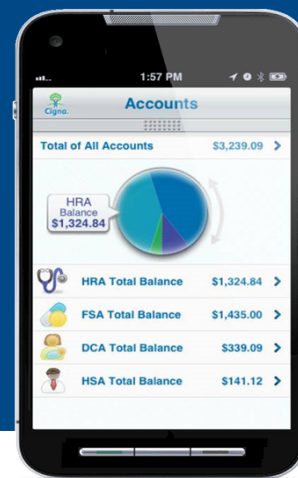 1:57 PM
Cigna.
Accounts
Total of All Accounts $3,239.09
HRA
Balance
$1,324.84
HRA Total Balance $1,324.84
FSA Total Balance $1,435.00
DCA Total Balance $339.09
HSA Total Balance $141.12